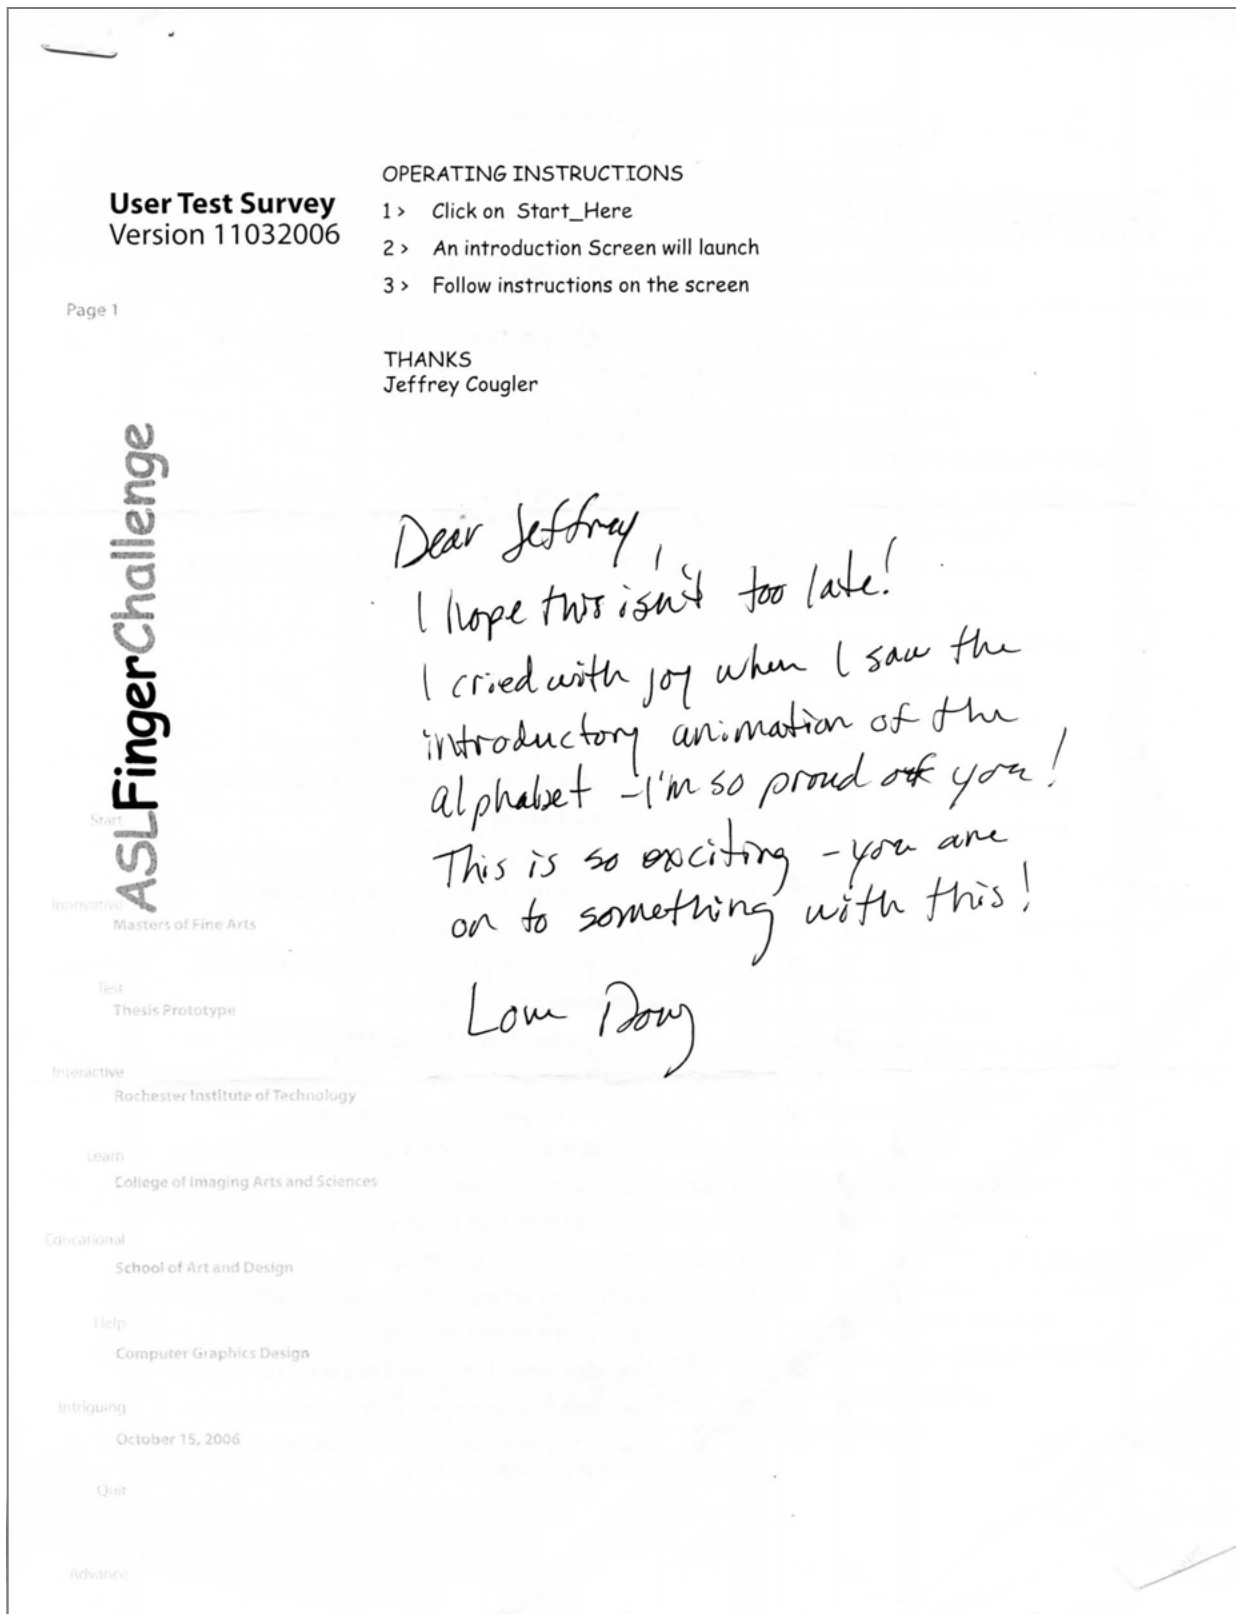 OPERATING INSTRUCTIONS
User Test Survey
Version 11032006
1 > Click on Start_Here
2 > An introduction Screen will launch
3 > Follow instructions on the screen
Page 1
THANKS
Jeffrey Cougler
ASLFingerChallenge
Dear Jeffrey,
I hope this isn't too late!
I cried with joy when I saw the
introductory animation of the
alphabet - I'm so proud of you!
This is so exciting - you are
on to something with this!
Love Doug
Start
Innovative
Masters of Fine Arts
Test
Thesis Prototype
Interactive
Rochester Institute of Technology
Learn
College of Imaging Arts and Sciences
Educational
School of Art and Design
Help
Computer Graphics Design
Intriguing
October 15, 2006
Quit
Advance